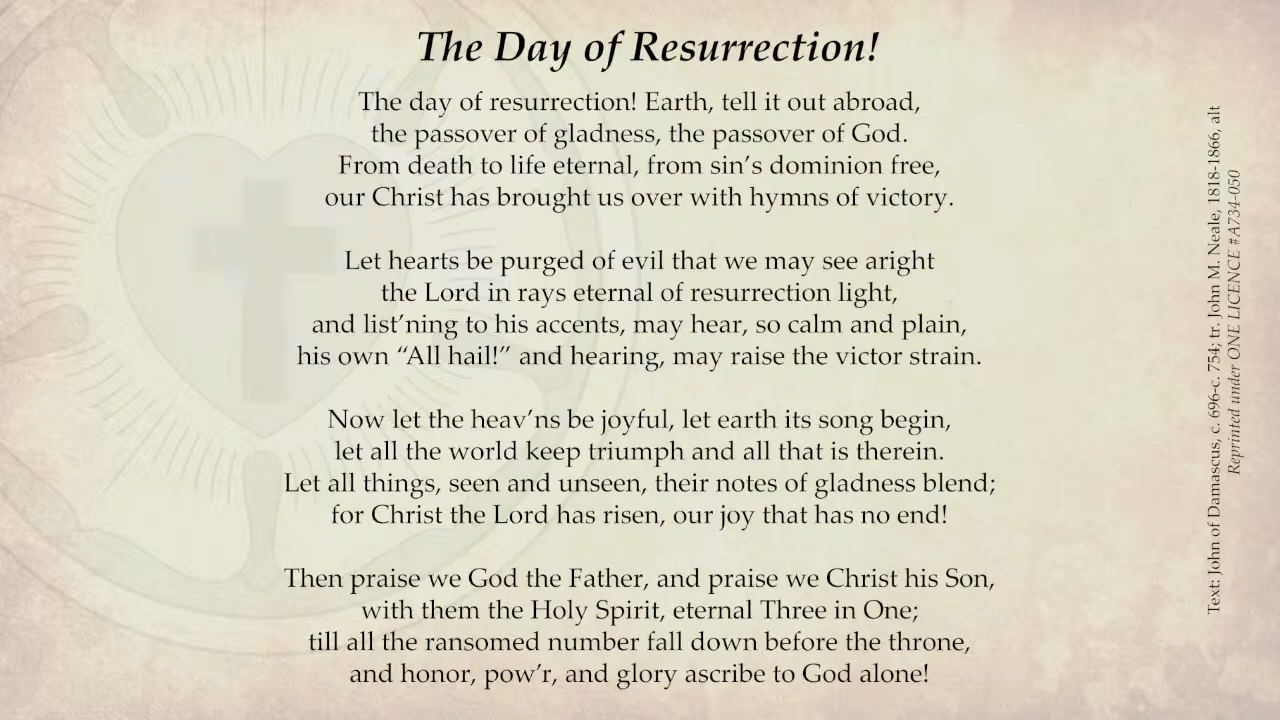 The Day of Resurrection!
The day of resurrection! Earth, tell it out abroad,
the passover of gladness, the passover of God.
From death to life eternal, from sin’s dominion free,
our Christ has brought us over with hymns of victory.
Let hearts be purged of evil that we may see aright
the Lord in rays eternal of resurrection light,
and list’ning to his accents, may hear, so calm and plain,
his own “All hail!” and hearing, may raise the victor strain.
Now let the heav’ns be joyful, let earth its song begin,
let all the world keep triumph and all that is therein.
Let all things, seen and unseen, their notes of gladness blend;
for Christ the Lord has risen, our joy that has no end!
Then praise we God the Father, and praise we Christ his Son,
with them the Holy Spirit, eternal Three in One;
till all the ransomed number fall down before the throne,
and honor, pow’r, and glory ascribe to God alone!
Text: John of Damascus, c. 696-c. 754; tr. John M. Neale, 1818-1866, alt
Reprinted under ONE LICENCE #A734-050